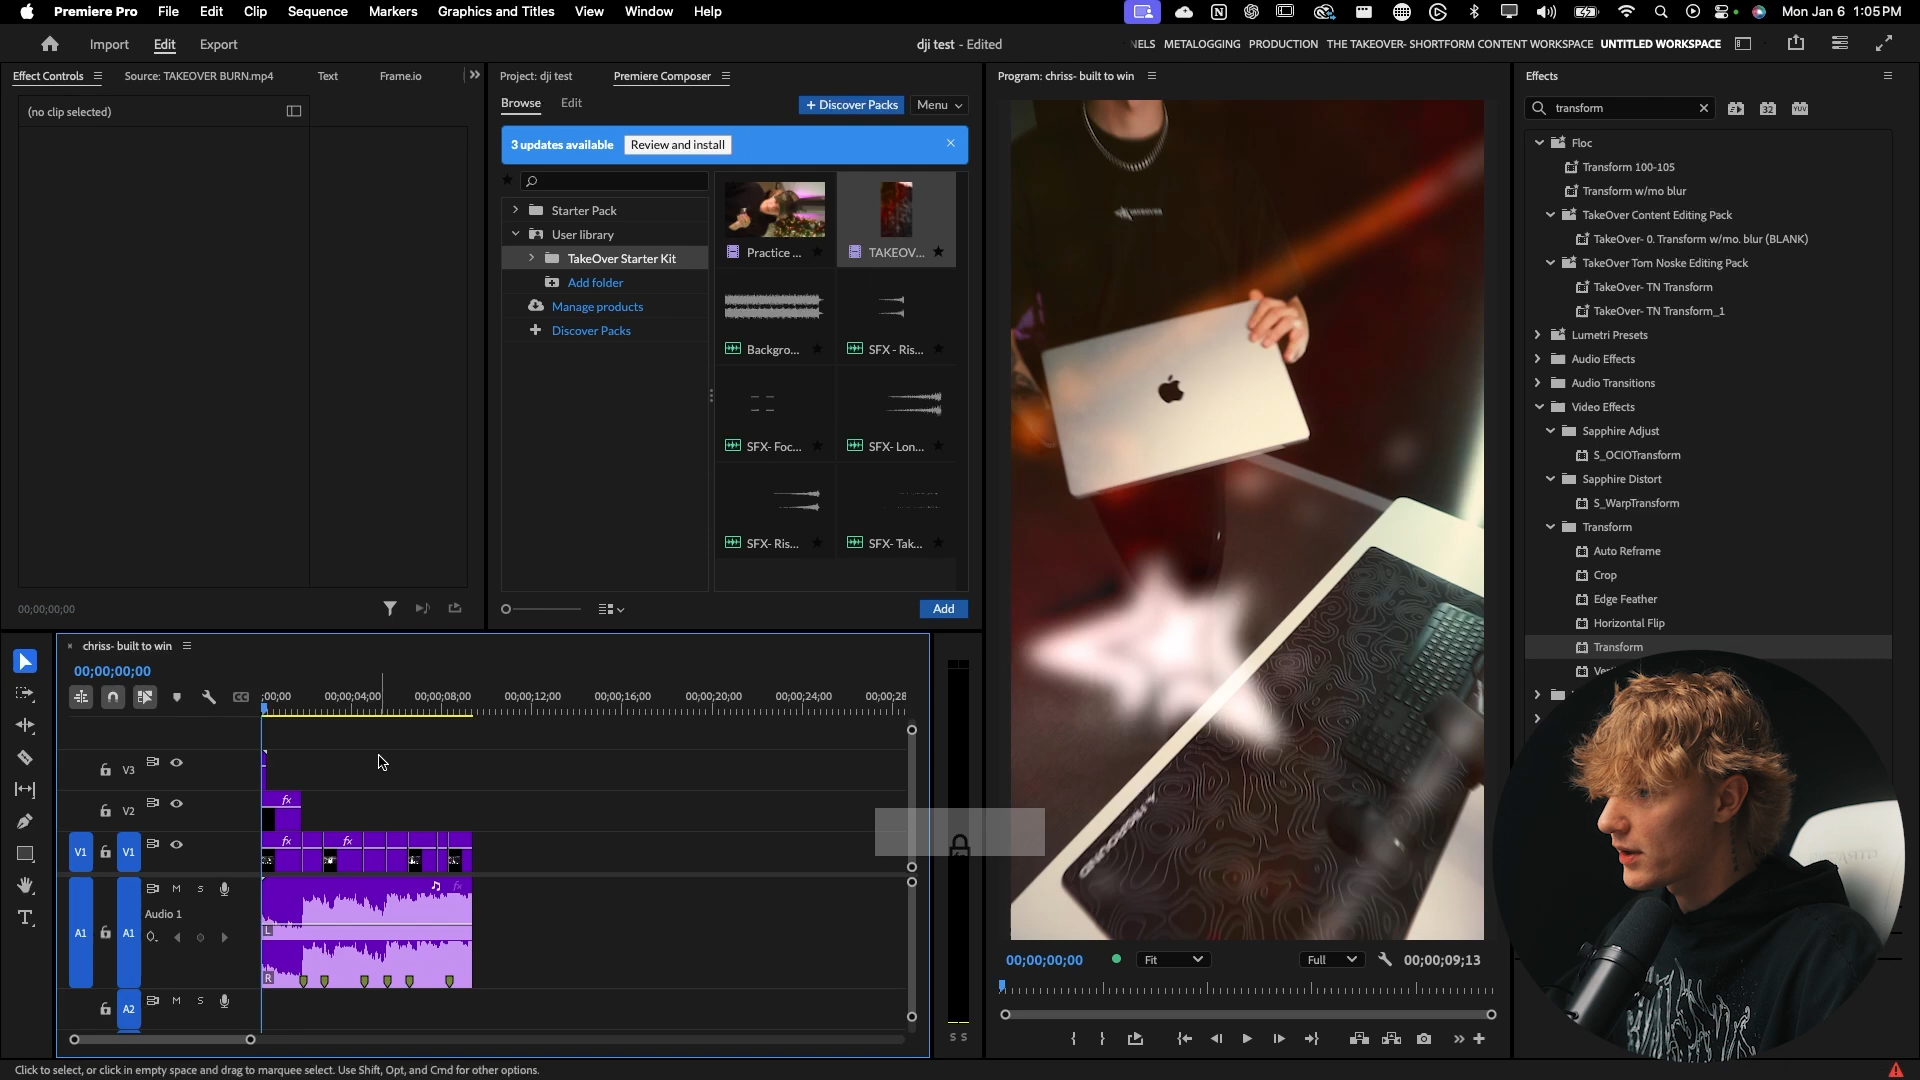 Premiere Pro File Edit Clip Sequence Markers Graphics and Titles View Window Help
Mon Jan 6 1:05 PM
Import Edit Export
dji test - Edited
NELS METALOGGING PRODUCTION THE TAKEOVER- SHORTFORM CONTENT WORKSPACE UNTITLED WORKSPACE
Effect Controls Source: TAKEOVER BURN.mp4 Text Frame.io
(no clip selected)
00;00;00;00
Project: dji test Premiere Composer
Browse Edit
+ Discover Packs Menu
3 updates available Review and install
Starter Pack
User library
TakeOver Starter Kit
Add folder
Manage products
Discover Packs
Practice ... TAKEOV...
Backgro... SFX - Ris...
SFX- Foc... SFX- Lon...
SFX- Ris... SFX- Tak...
Add
Program: chriss- built to win
00;00;00;00 Fit Full 00;00;09;13
Effects
transform
32 YUV
Floc
Transform 100-105
Transform w/mo blur
TakeOver Content Editing Pack
TakeOver- 0. Transform w/mo. blur (BLANK)
TakeOver Tom Noske Editing Pack
TakeOver- TN Transform
TakeOver- TN Transform_1
Lumetri Presets
Audio Effects
Audio Transitions
Video Effects
Sapphire Adjust
S_OCIOTransform
Sapphire Distort
S_WarpTransform
Transform
Auto Reframe
Crop
Edge Feather
Horizontal Flip
Transform
chriss- built to win
00;00;00;00
;00;00 00;00;04;00 00;00;08;00 00;00;12;00 00;00;16;00 00;00;20;00 00;00;24;00 00;00;28
CC
V3
V2
fx
V1 V1
fx fx
M S
Audio 1
fx
A1 A1
L
R
A2 M S
S S
Click to select, or click in empty space and drag to marquee select. Use Shift, Opt, and Cmd for other options.